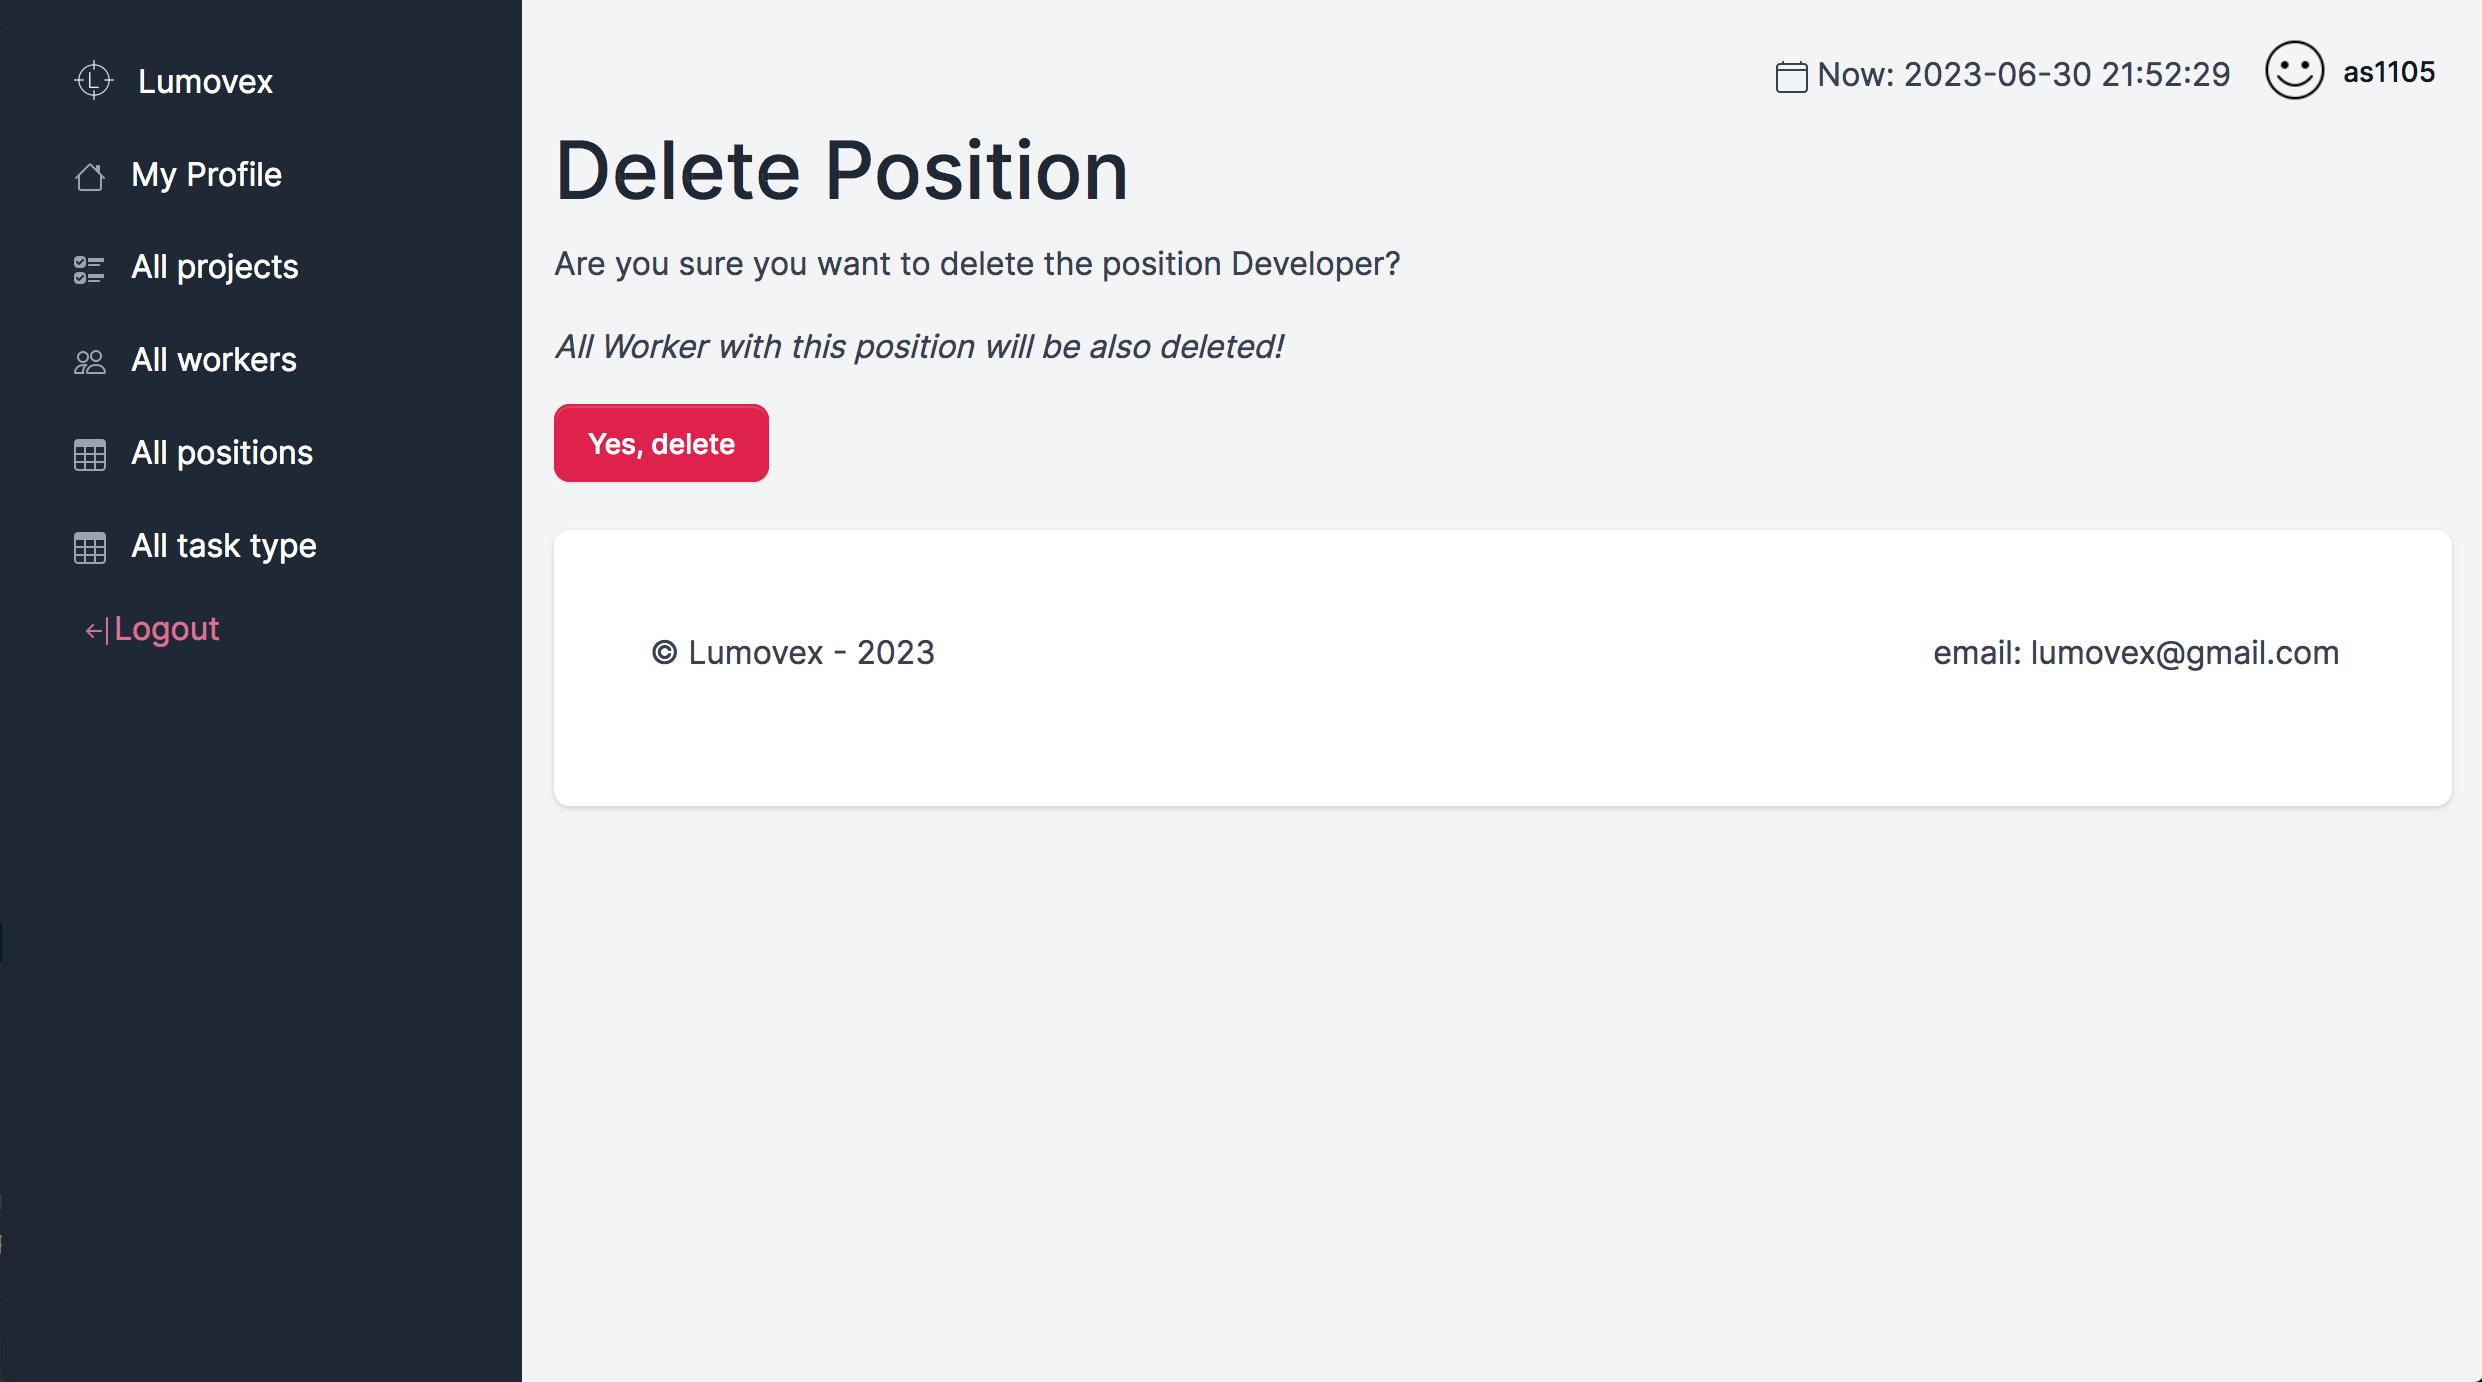 Lumovex
My Profile
All projects
All workers
All positions
All task type
Logout
Now: 2023-06-30 21:52:29
as1105
Delete Position
Are you sure you want to delete the position Developer?
All Worker with this position will be also deleted!
Yes, delete
© Lumovex - 2023
email: lumovex@gmail.com